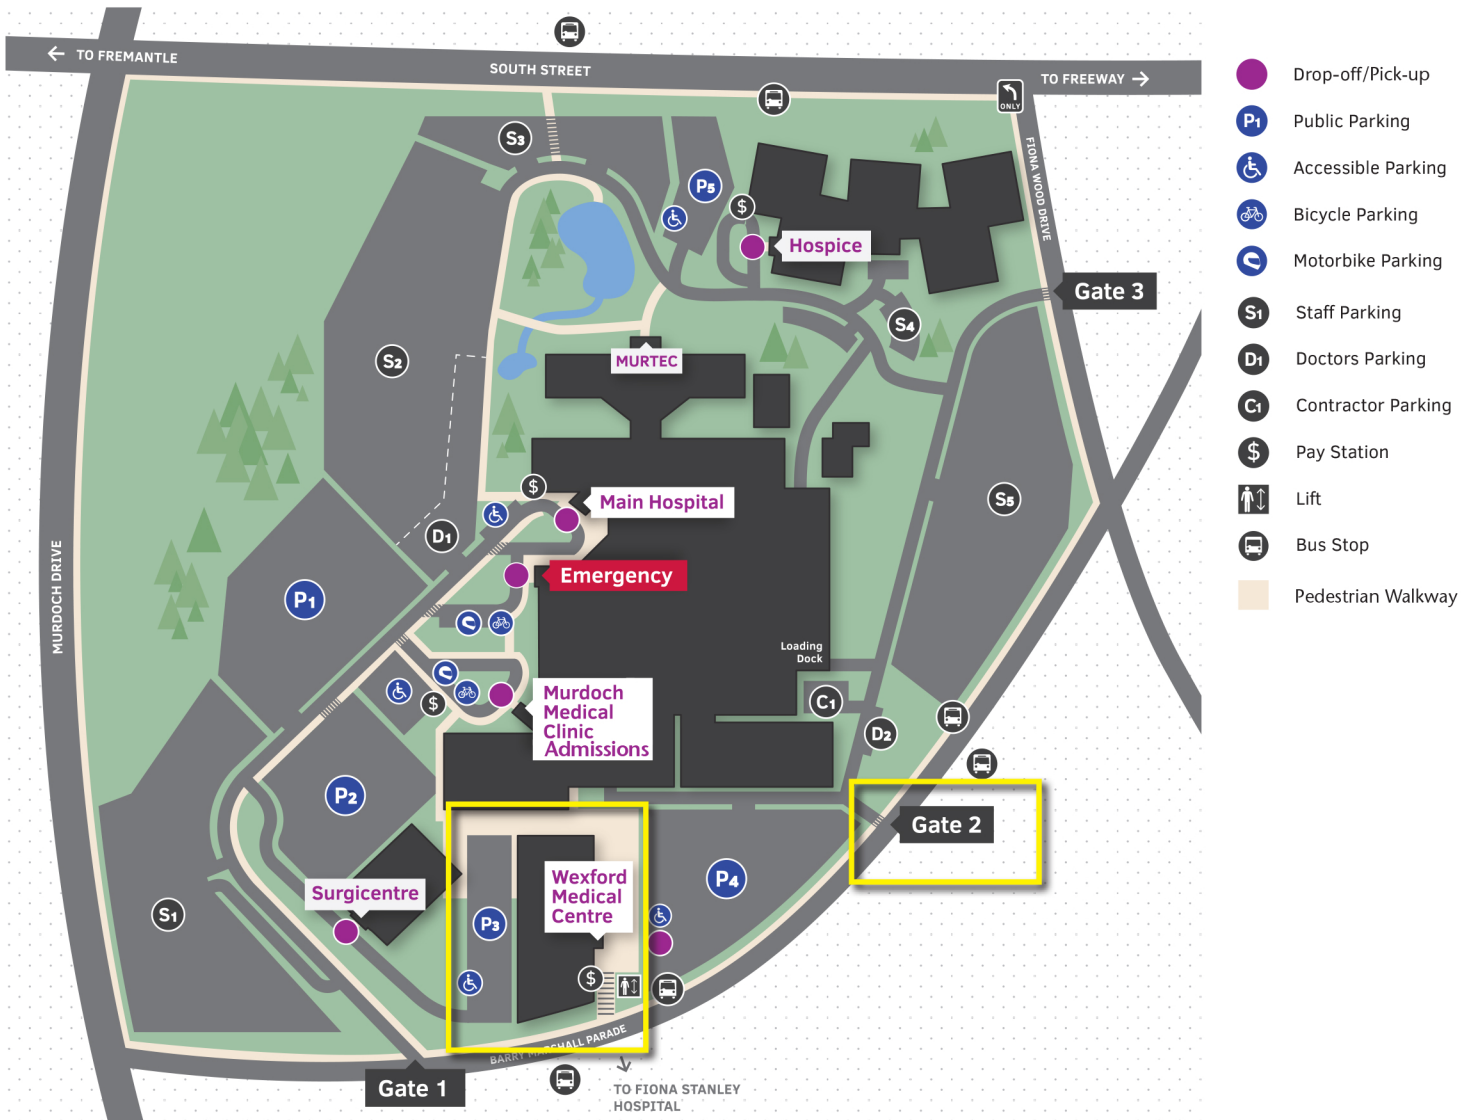 ← TO FREMANTLE
SOUTH STREET
TO FREEWAY →
ONLY
FIONA WOOD DRIVE
S3
P5
$
Hospice
Gate 3
S4
S2
MURTEC
S5
$
Main Hospital
D1
Emergency
P1
MURDOCH DRIVE
Loading
Dock
$
Murdoch
Medical
Clinic
Admissions
C1
D2
P2
Gate 2
Surgicentre
S1
P3
Wexford
Medical
Centre
P4
$
BARRY MARSHALL PARADE
Gate 1
TO FIONA STANLEY
HOSPITAL
Drop-off/Pick-up
P1 Public Parking
Accessible Parking
Bicycle Parking
Motorbike Parking
S1 Staff Parking
D1 Doctors Parking
C1 Contractor Parking
$ Pay Station
Lift
Bus Stop
Pedestrian Walkway